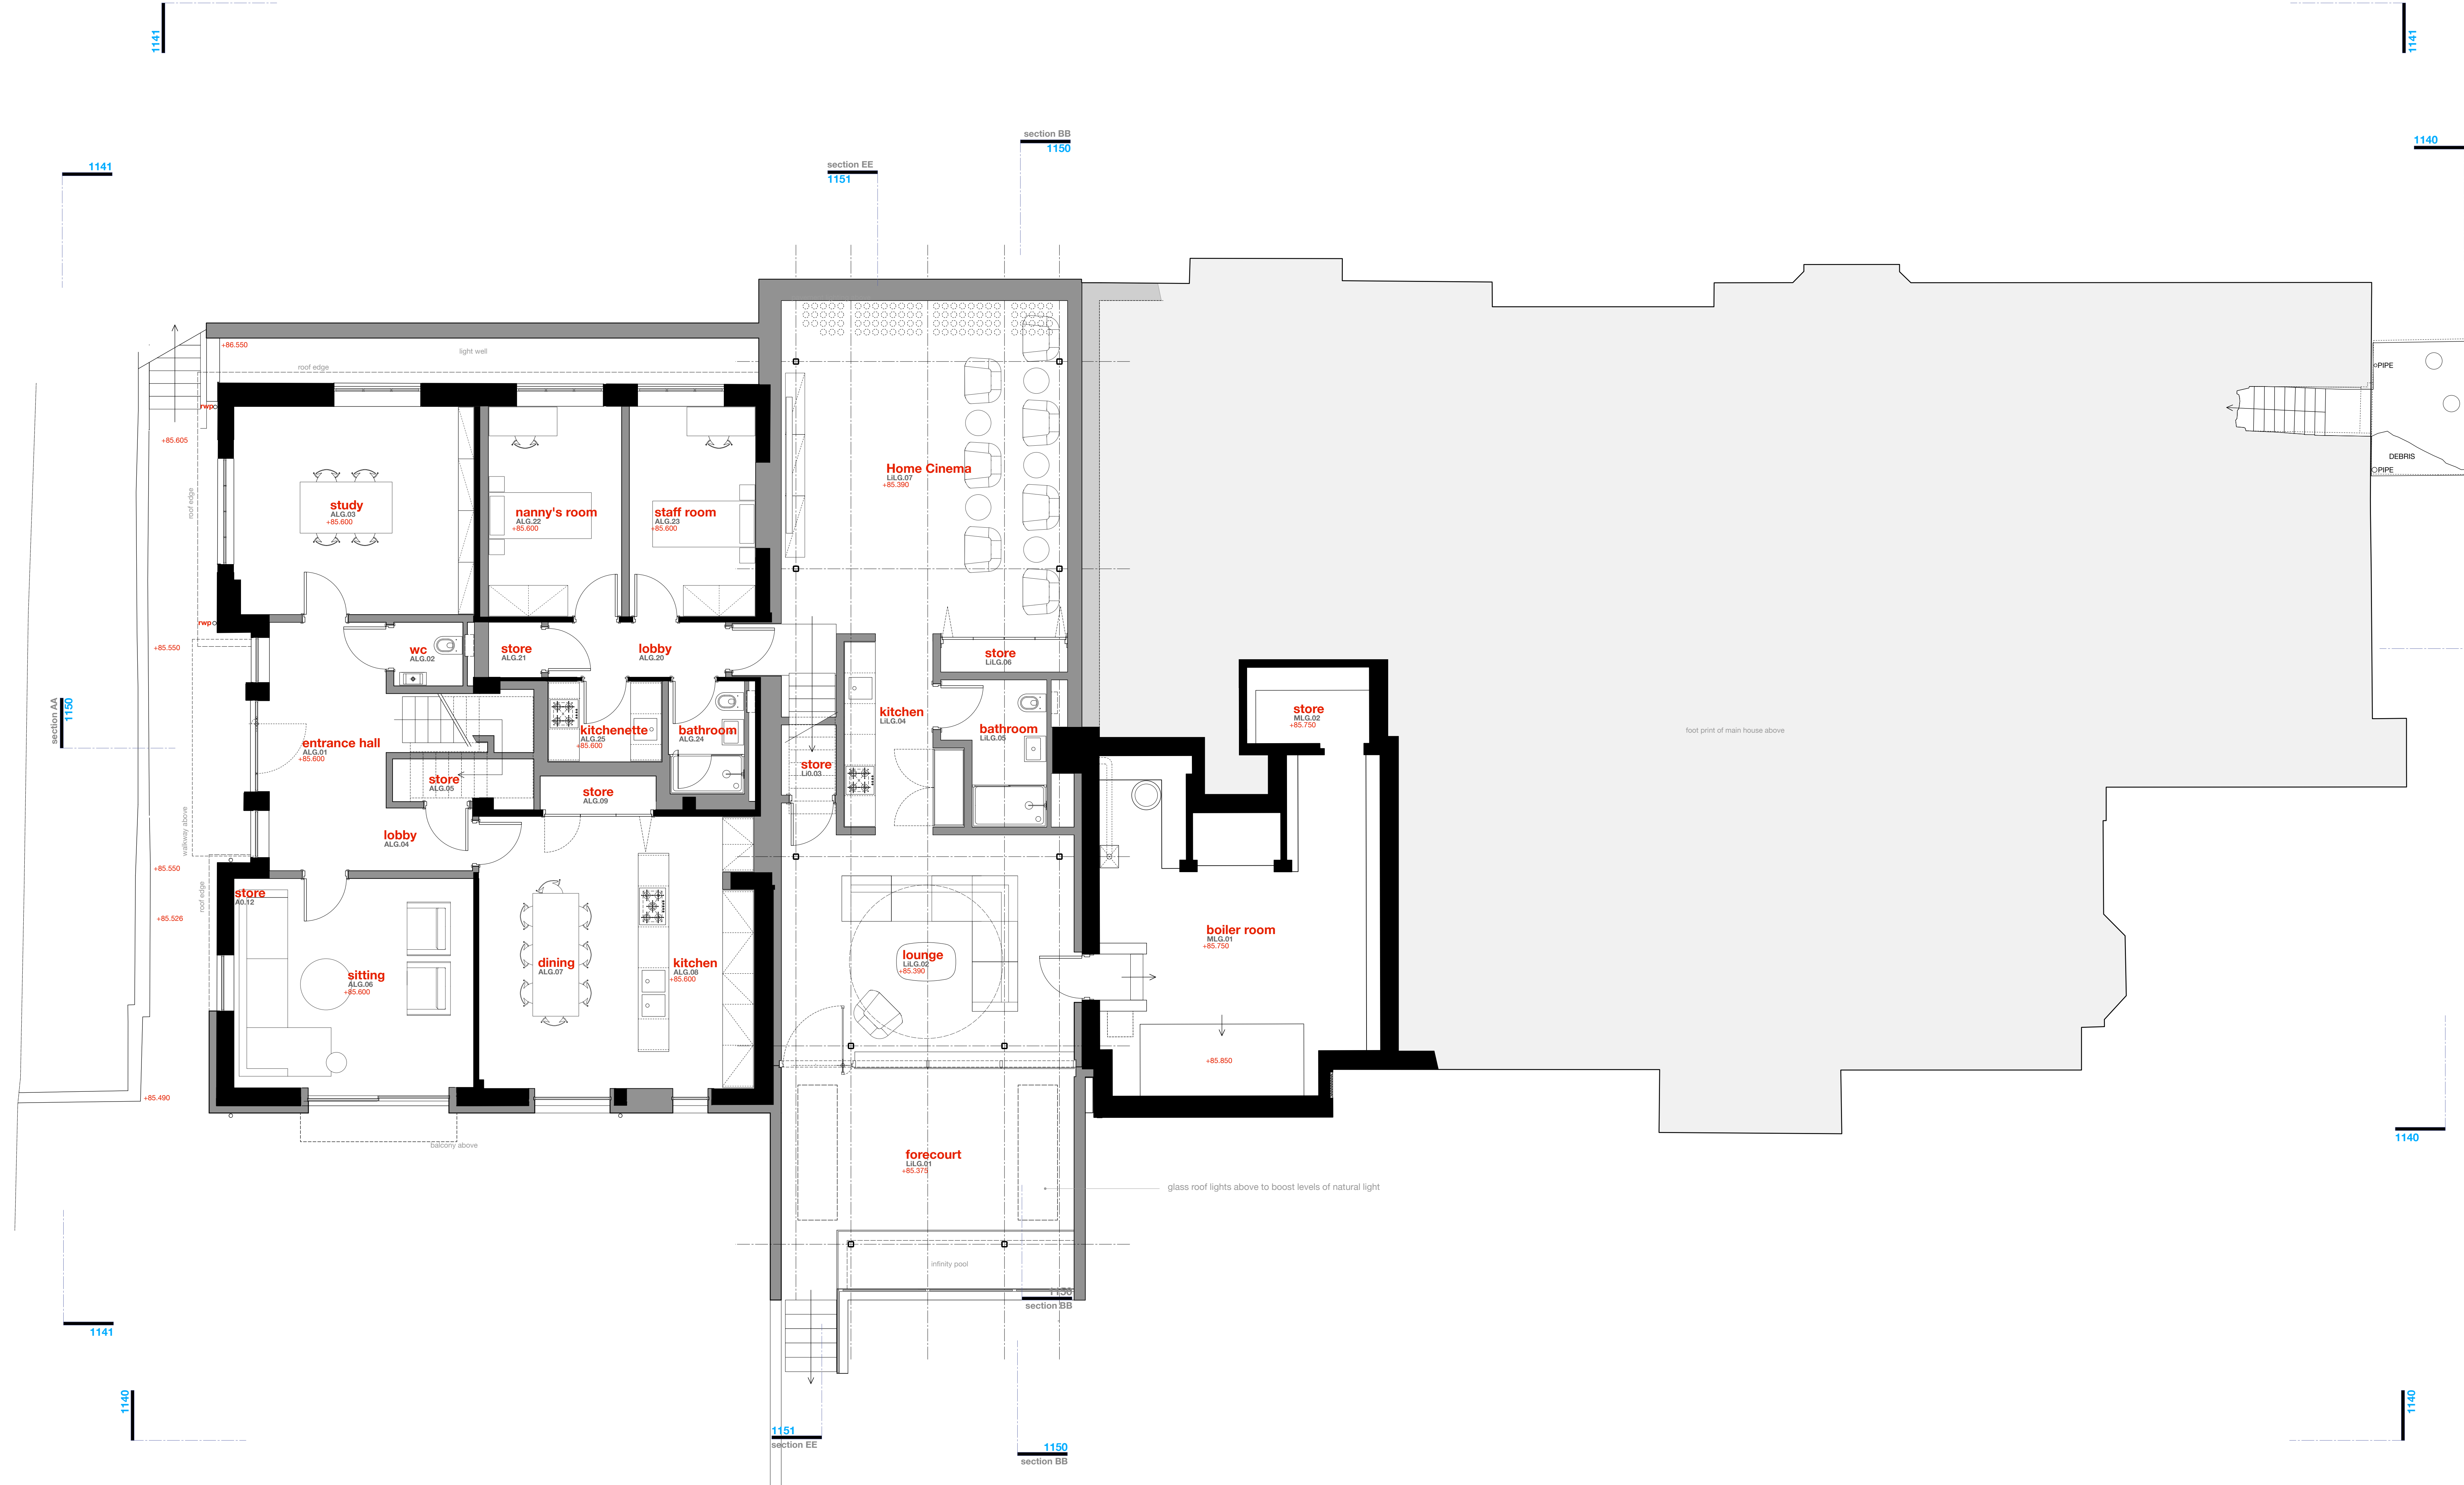 1141
1141
section BB
1150
1140
1141
section EE
1151
+86.550
light well
roof edge
PIPE
rwp
+85.605
DEBRIS
PIPE
Home Cinema
LiLG.07
+85.390
roof edge
study
ALG.03
+85.600
nanny's room
ALG.22
+85.600
staff room
ALG.23
+85.600
rwp
+85.550
wc
ALG.02
store
ALG.21
lobby
ALG.20
store
LiLG.06
section AA
1150
entrance hall
ALG.01
+85.600
kitchenette
ALG.25
+85.600
bathroom
ALG.24
kitchen
LiLG.04
bathroom
LiLG.05
store
MLG.02
+85.750
foot print of main house above
store
ALG.05
store
ALG.09
store
Li0.03
walkway above
lobby
ALG.04
+85.550
roof edge
store
A0.12
+85.526
sitting
ALG.06
+85.600
dining
ALG.07
kitchen
ALG.08
+85.600
lounge
LiLG.02
+85.390
boiler room
MLG.01
+85.750
+85.850
+85.490
balcony above
forecourt
LiLG.01
+85.375
1140
glass roof lights above to boost levels of natural light
infinity pool
1150
section BB
1141
1140
1151
section EE
1150
section BB
1140